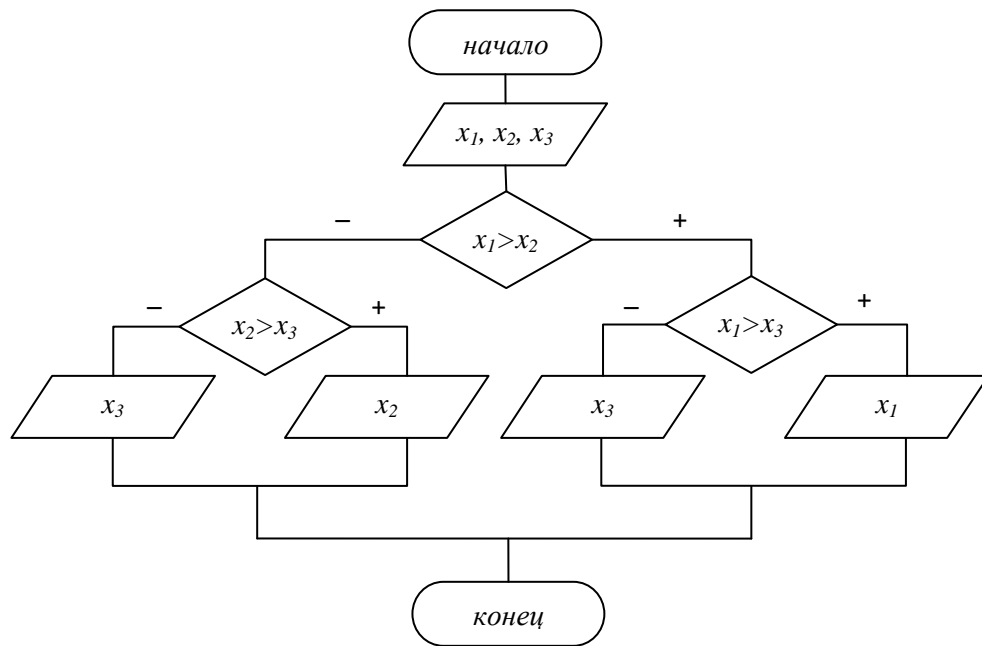 начало
x₁, x₂, x₃
– +
x₁>x₂
– + – +
x₂>x₃ x₁>x₃
x₃ x₂ x₃ x₁
конец